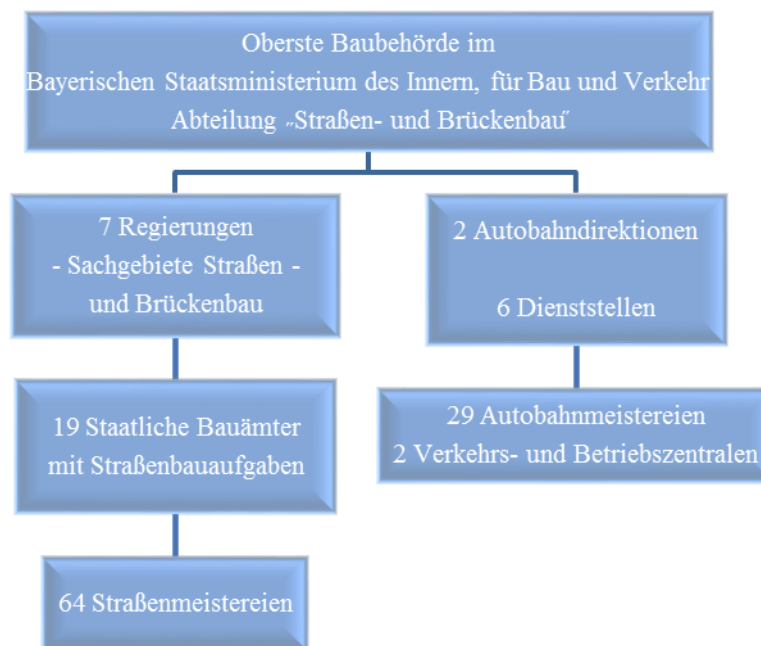 Oberste Baubehörde im
Bayerischen Staatsministerium des Innern, für Bau und Verkehr
Abteilung „Straßen- und Brückenbau"
7 Regierungen
- Sachgebiete Straßen -
und Brückenbau
2 Autobahndirektionen
6 Dienststellen
19 Staatliche Bauämter
mit Straßenbauaufgaben
29 Autobahnmeistereien
2 Verkehrs- und Betriebszentralen
64 Straßenmeistereien